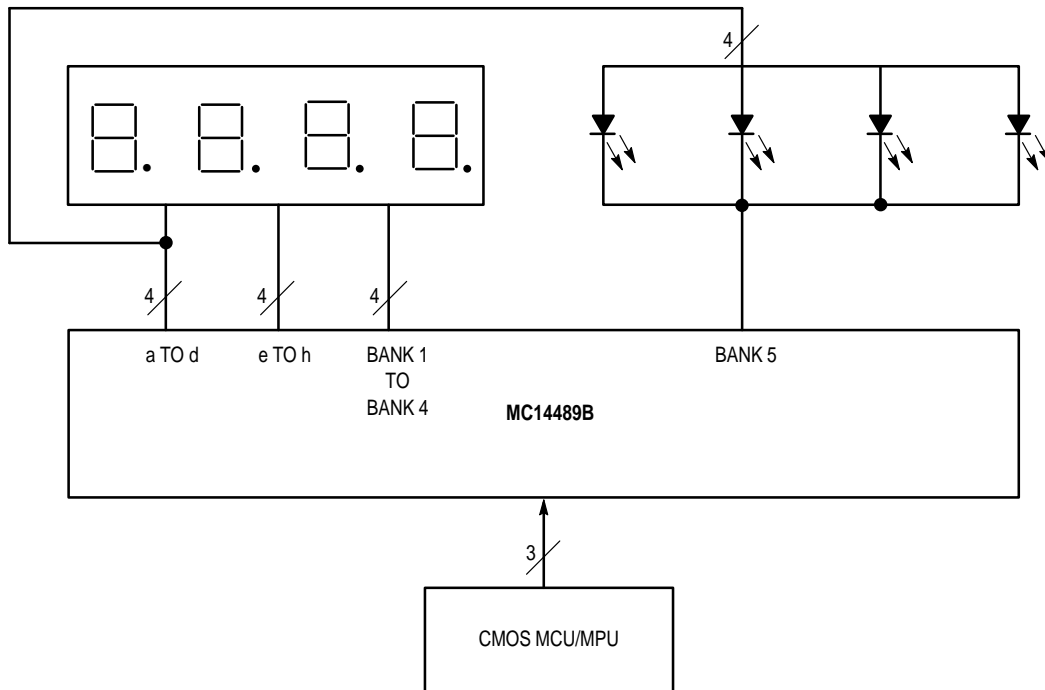 4
4
4
4
a TO d
e TO h
BANK 1
TO
BANK 4
BANK 5
MC14489B
3
CMOS MCU/MPU